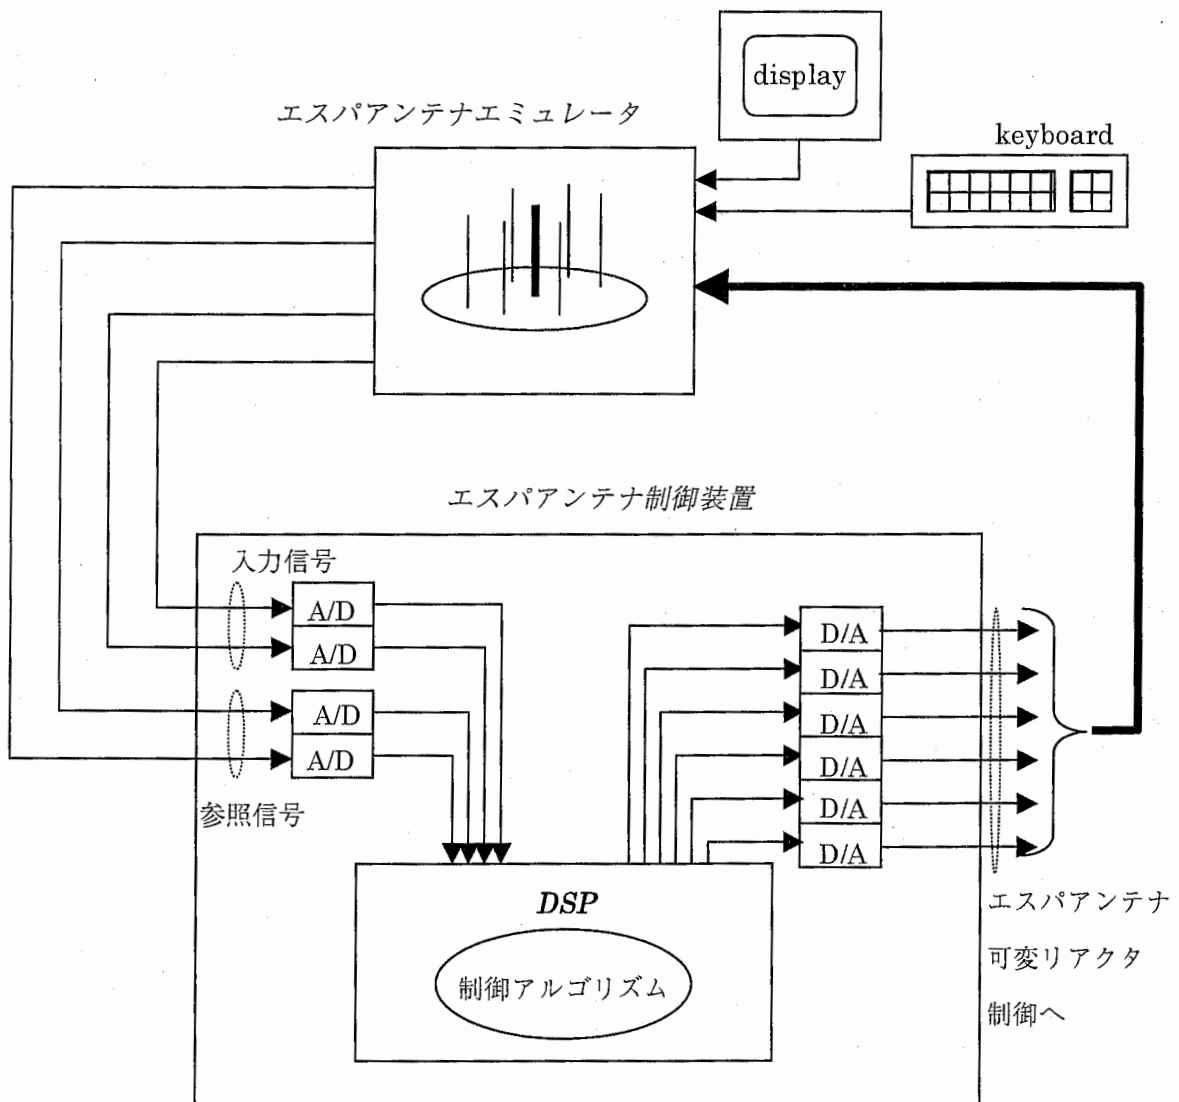 display
エスパアンテナエミュレータ
keyboard
エスパアンテナ制御装置
入力信号
A/D
A/D
A/D
A/D
参照信号
D/A
D/A
D/A
D/A
D/A
D/A
DSP
制御アルゴリズム
エスパアンテナ
可変リアクタ
制御へ